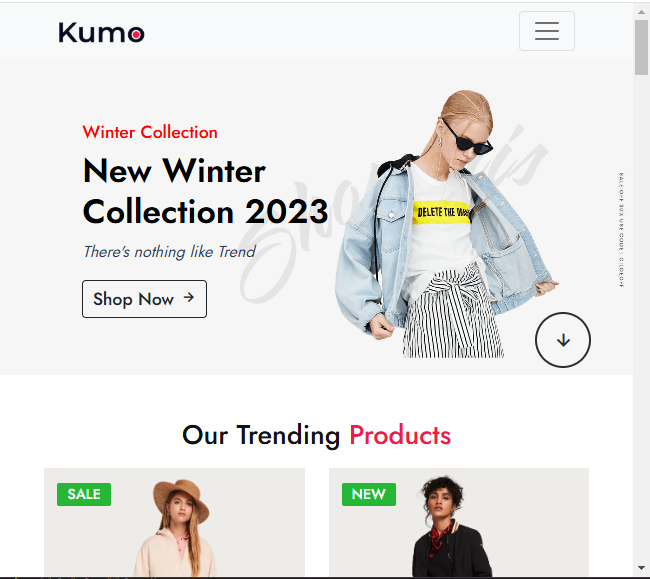 Kumo
Winter Collection
New Winter
Collection 2023
There's nothing like Trend
Shop Now
DELETE THE
Our Trending Products
SALE
NEW